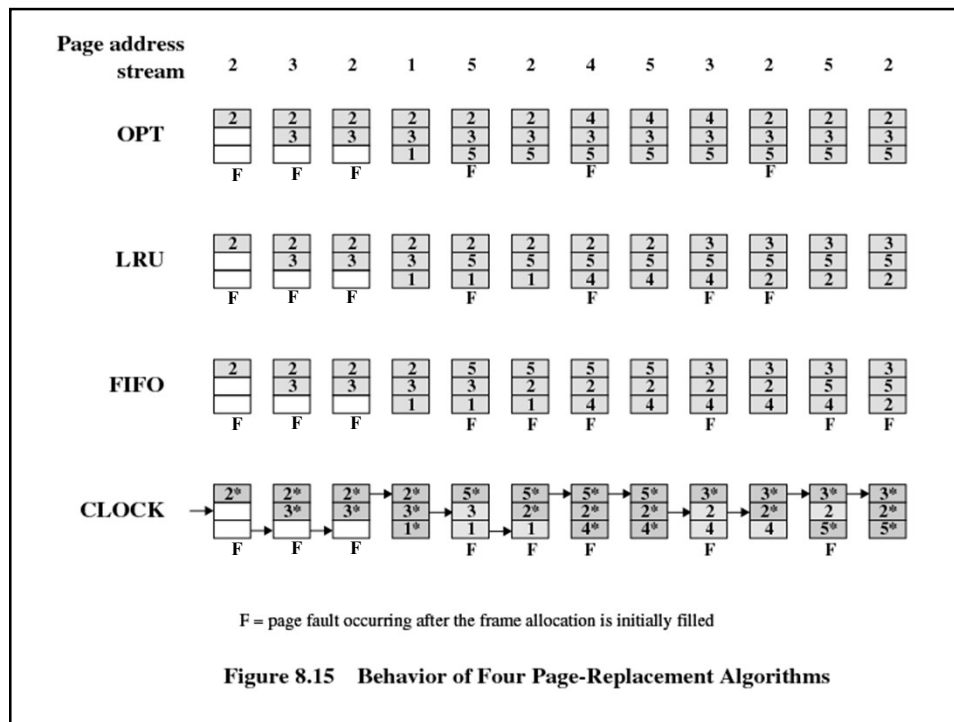 Page address
stream 2 3 2 1 5 2 4 5 3 2 5 2
OPT
2 2 2 2 2 2 4 4 4 2 2 2
3 3 3 3 3 3 3 3 3 3 3
1 5 5 5 5 5 5 5 5
F F F F F F
LRU
2 2 2 2 2 2 2 2 3 3 3 3
3 3 3 5 5 5 5 5 5 5 5
1 1 1 4 4 4 2 2 2
F F F F F F F
FIFO
2 2 2 2 5 5 5 5 3 3 3 3
3 3 3 3 2 2 2 2 2 5 5
1 1 1 4 4 4 4 4 2
F F F F F F F F F
CLOCK
2* 2* 2* 2* 5* 5* 5* 5* 3* 3* 3* 3*
3* 3* 3* 3 2* 2* 2* 2 2* 2 2*
1* 1 1 4* 4* 4 4 5* 5*
F F F F F F F F
F = page fault occurring after the frame allocation is initially filled
Figure 8.15 Behavior of Four Page-Replacement Algorithms